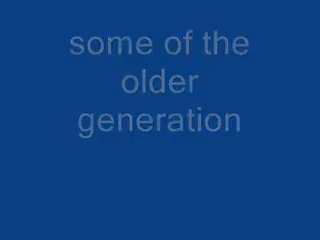 some of the
older
generation